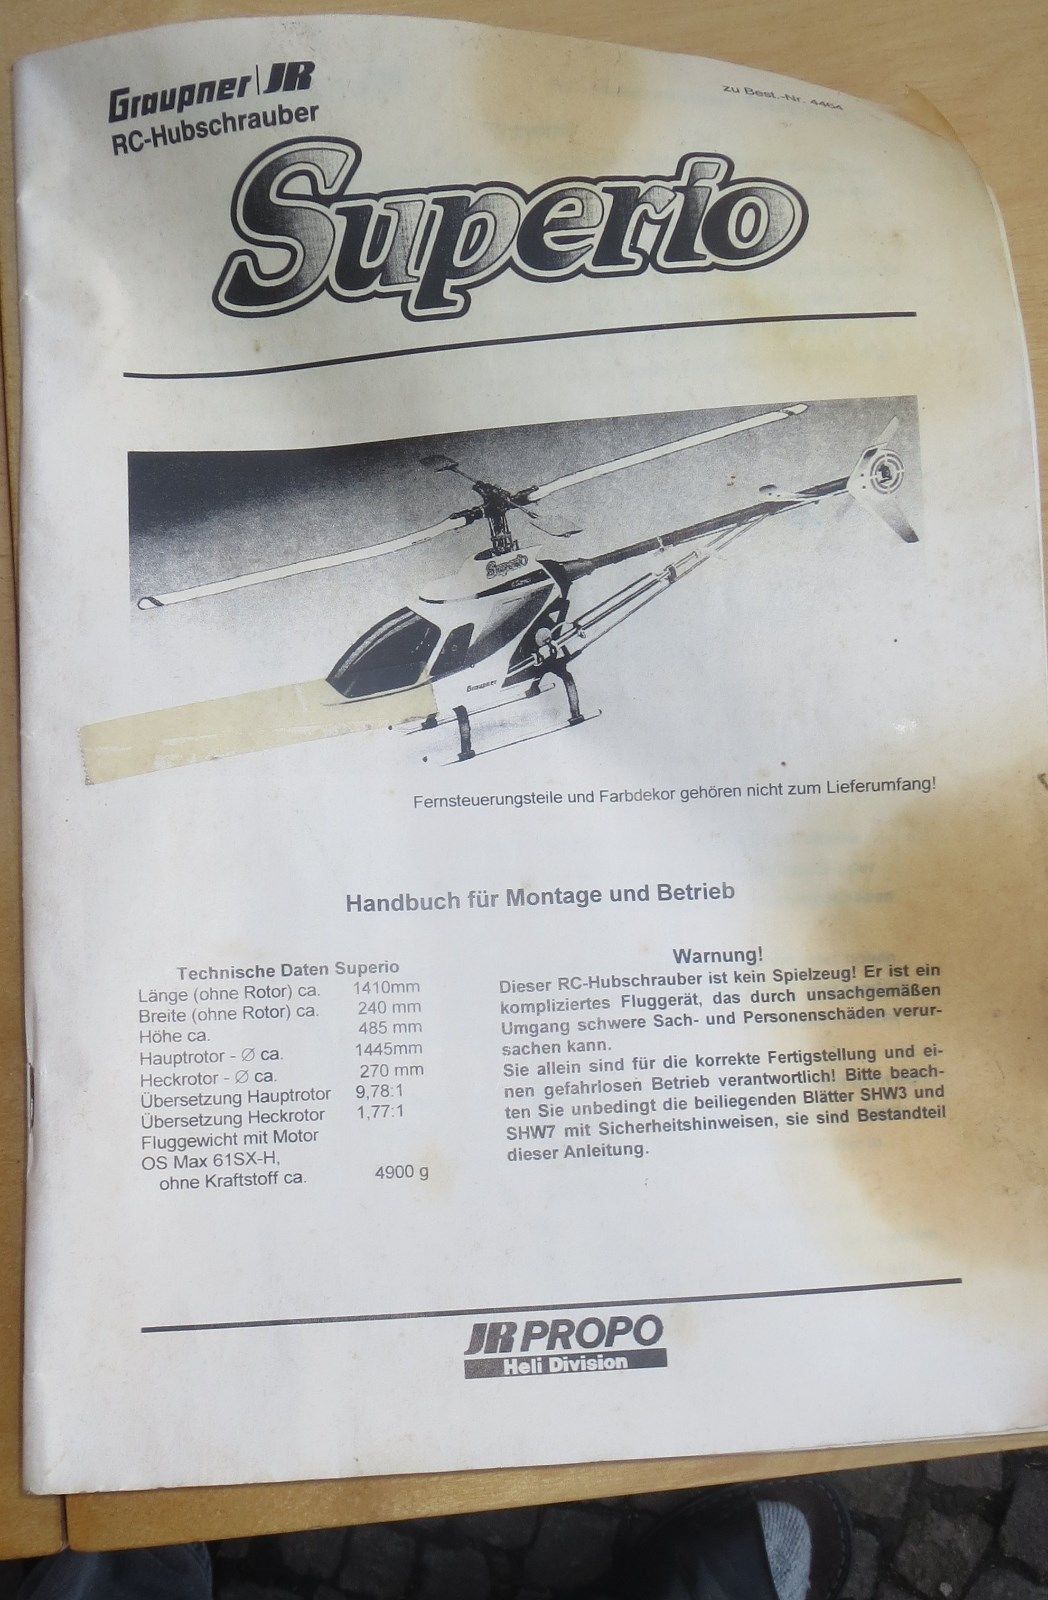 Graupner|JR
RC-Hubschrauber
zu Best.-Nr. 4464
Superio
Superio
Graupner
Fernsteuerungsteile und Farbdekor gehören nicht zum Lieferumfang!
Handbuch für Montage und Betrieb
Technische Daten Superio
Länge (ohne Rotor) ca. 1410mm
Breite (ohne Rotor) ca. 240 mm
Höhe ca. 485 mm
Hauptrotor - Ø ca. 1445mm
Heckrotor - Ø ca. 270 mm
Übersetzung Hauptrotor 9,78:1
Übersetzung Heckrotor 1,77:1
Fluggewicht mit Motor
OS Max 61SX-H,
ohne Kraftstoff ca. 4900 g
Warnung!
Dieser RC-Hubschrauber ist kein Spielzeug! Er ist ein
kompliziertes Fluggerät, das durch unsachgemäßen
Umgang schwere Sach- und Personenschäden verur-
sachen kann.
Sie allein sind für die korrekte Fertigstellung und ei-
nen gefahrlosen Betrieb verantwortlich! Bitte beach-
ten Sie unbedingt die beiliegenden Blätter SHW3 und
SHW7 mit Sicherheitshinweisen, sie sind Bestandteil
dieser Anleitung.
JR PROPO
Heli Division